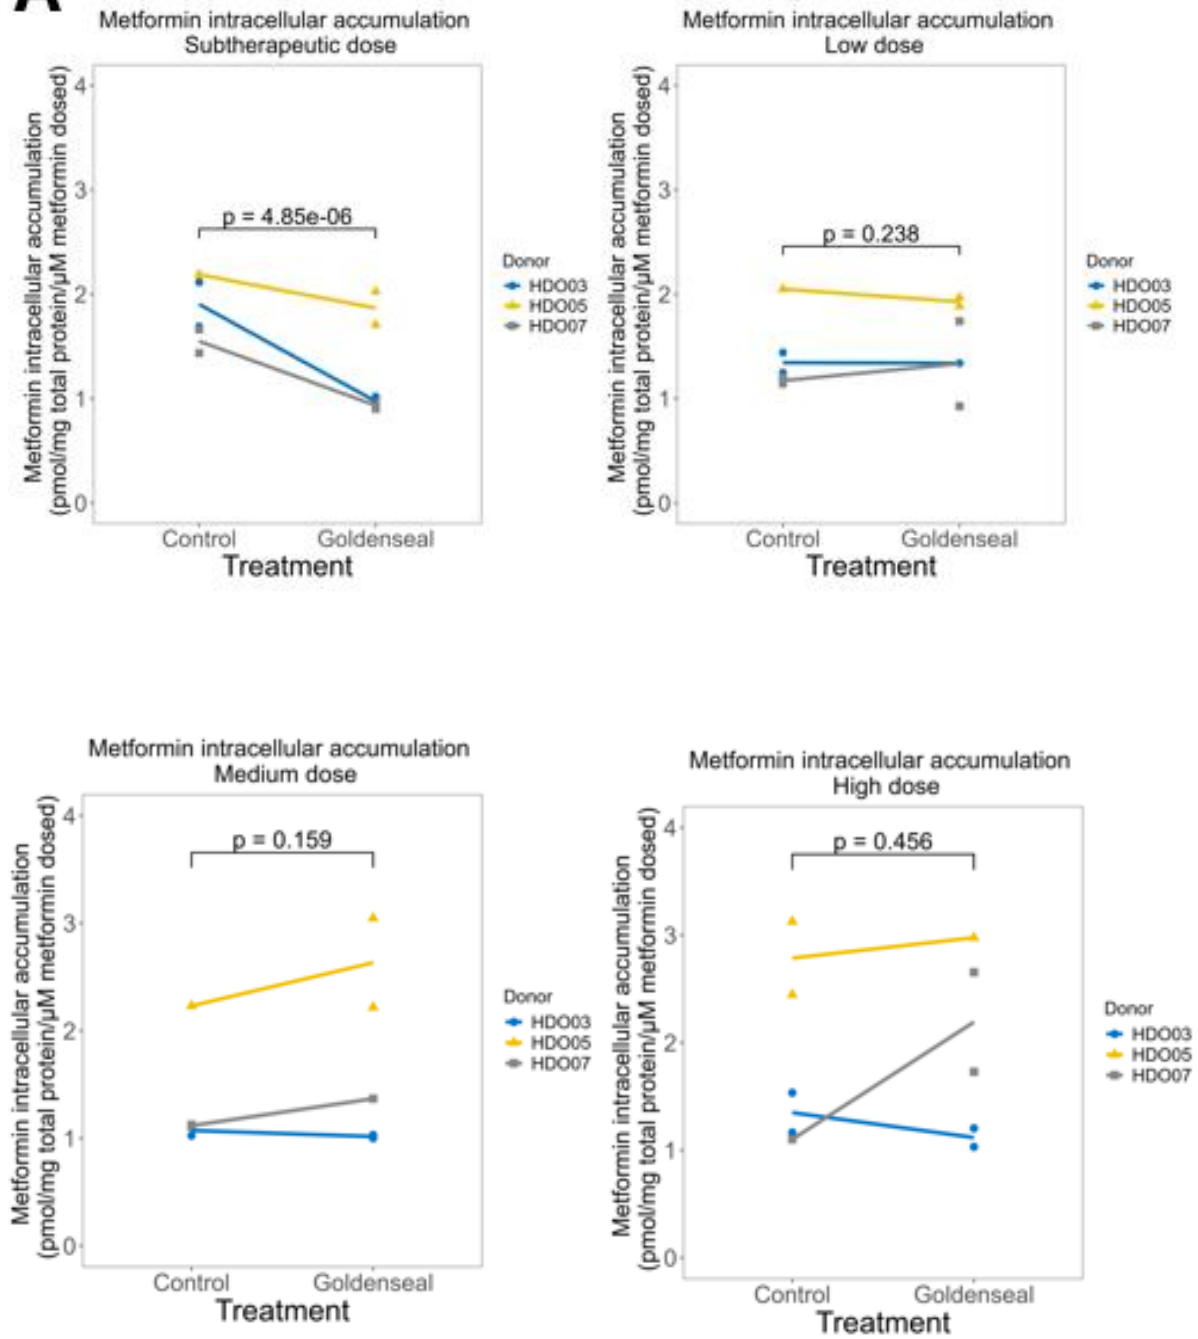 A
Metformin intracellular accumulation
Subtherapeutic dose
Metformin intracellular accumulation
(pmol/mg total protein/µM metformin dosed)
4
3
2
1
0
p = 4.85e-06
Control Goldenseal
Treatment
Donor
HDO03
HDO05
HDO07
Metformin intracellular accumulation
Low dose
Metformin intracellular accumulation
(pmol/mg total protein/µM metformin dosed)
4
3
2
1
0
p = 0.238
Control Goldenseal
Treatment
Donor
HDO03
HDO05
HDO07
Metformin intracellular accumulation
Medium dose
Metformin intracellular accumulation
(pmol/mg total protein/µM metformin dosed)
4
3
2
1
0
p = 0.159
Control Goldenseal
Treatment
Donor
HDO03
HDO05
HDO07
Metformin intracellular accumulation
High dose
Metformin intracellular accumulation
(pmol/mg total protein/µM metformin dosed)
4
3
2
1
0
p = 0.456
Control Goldenseal
Treatment
Donor
HDO03
HDO05
HDO07